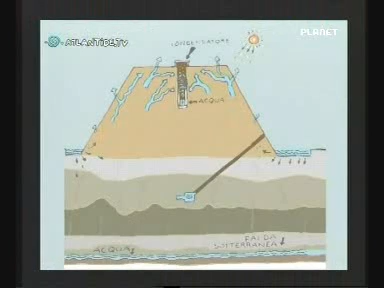 ATLANTIDE.TV
PLANET
CONDENSATORE
ACQUA
ACQUA
FALDA
SOTTERRANEA